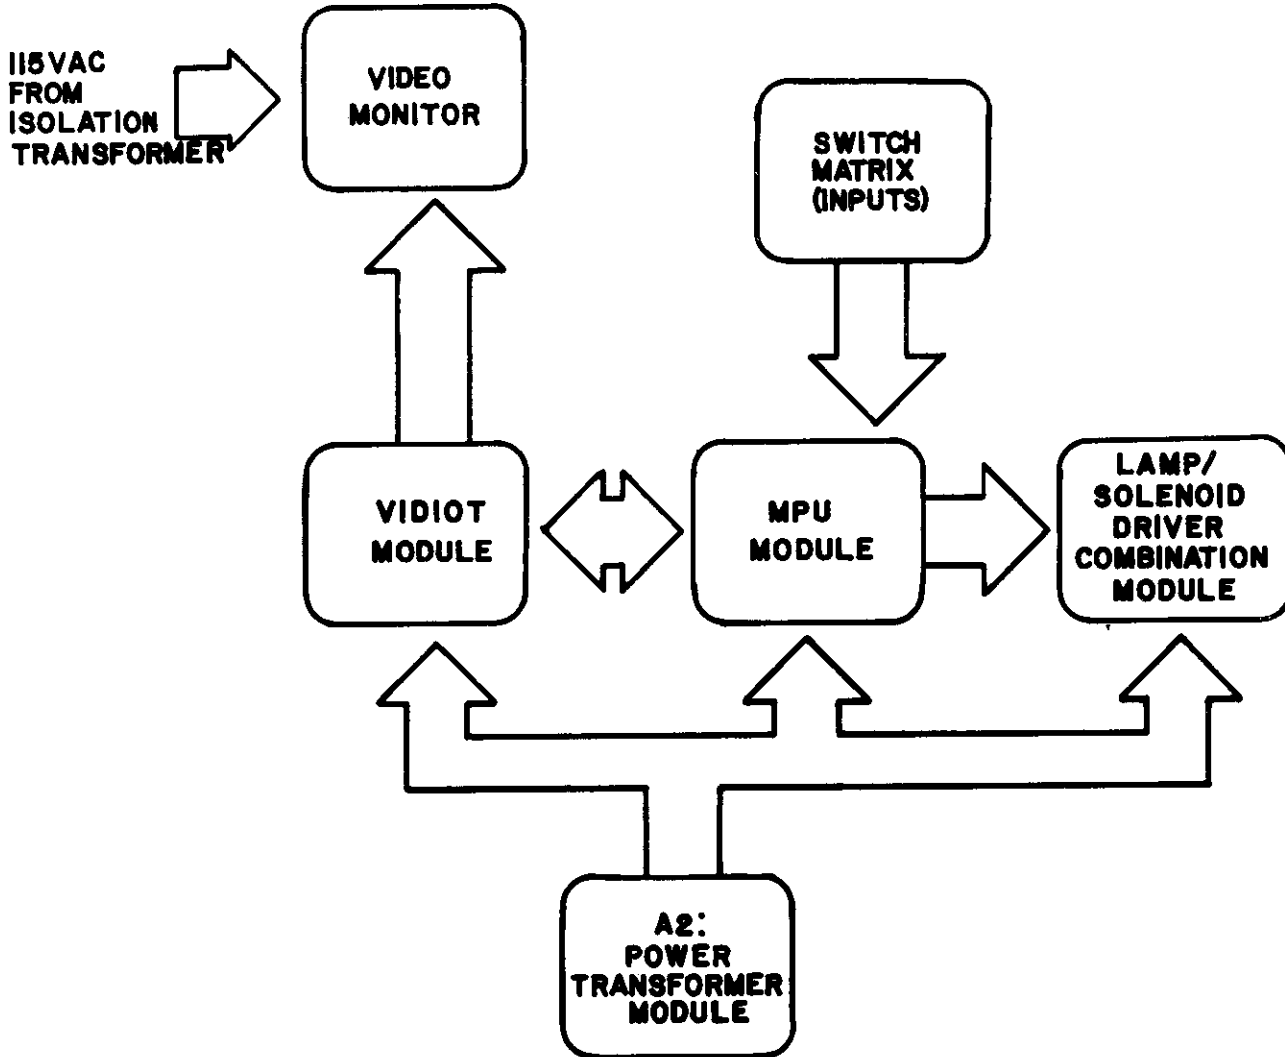 115VAC
FROM
ISOLATION
TRANSFORMER
VIDEO
MONITOR
SWITCH
MATRIX
(INPUTS)
VIDIOT
MODULE
MPU
MODULE
LAMP/
SOLENOID
DRIVER
COMBINATION
MODULE
A2:
POWER
TRANSFORMER
MODULE